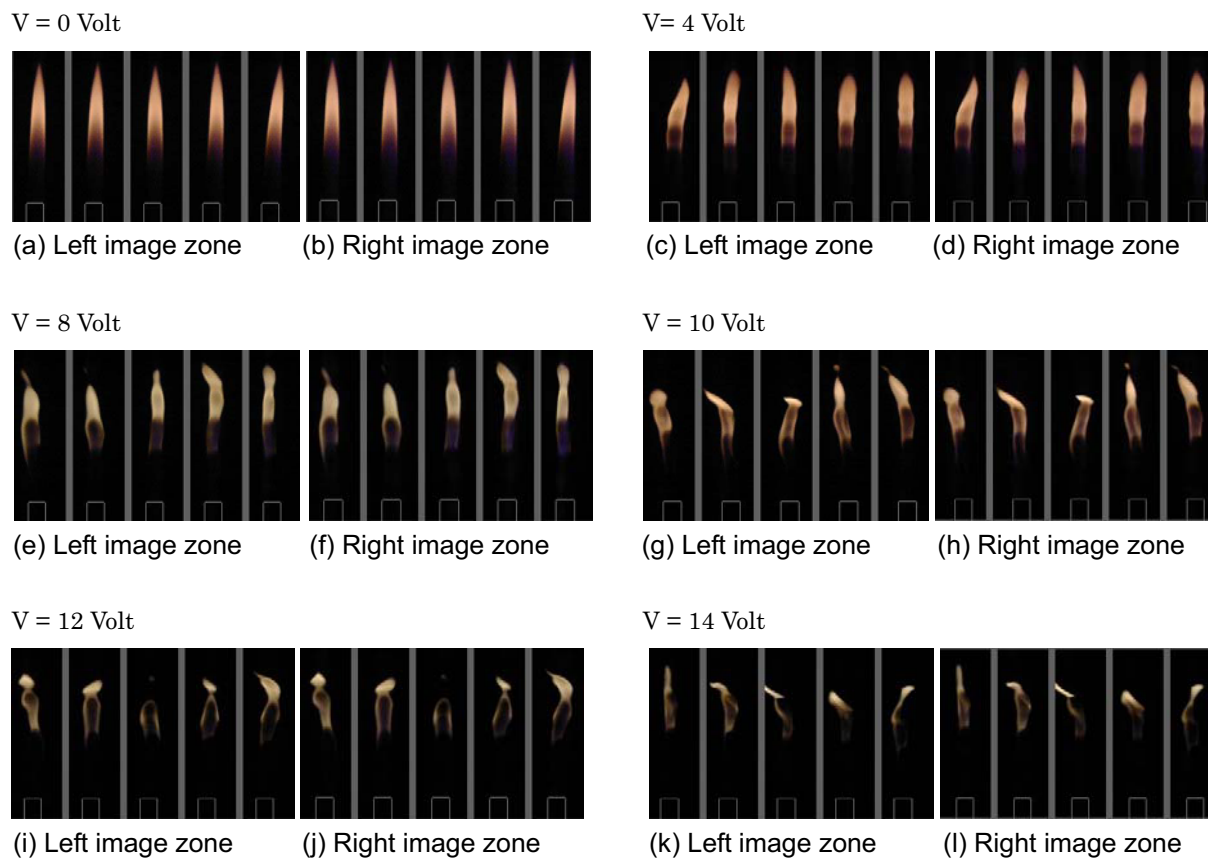 V = 0 Volt
V= 4 Volt
(a) Left image zone
(b) Right image zone
(c) Left image zone
(d) Right image zone
V = 8 Volt
V = 10 Volt
(e) Left image zone
(f) Right image zone
(g) Left image zone
(h) Right image zone
V = 12 Volt
V = 14 Volt
(i) Left image zone
(j) Right image zone
(k) Left image zone
(l) Right image zone